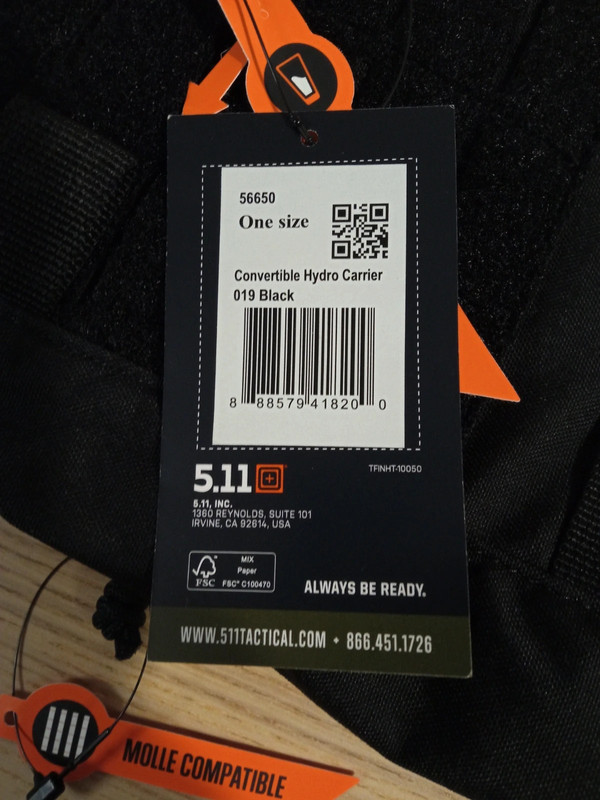 56650
One size
Convertible Hydro Carrier
019 Black
8 88579 41820 0
5.11
TFINHT-10050
5.11, INC.
1360 REYNOLDS, SUITE 101
IRVINE, CA 92614, USA
MIX
Paper
FSC
FSC® C100470
ALWAYS BE READY.
WWW.511TACTICAL.COM • 866.451.1726
MOLLE COMPATIBLE